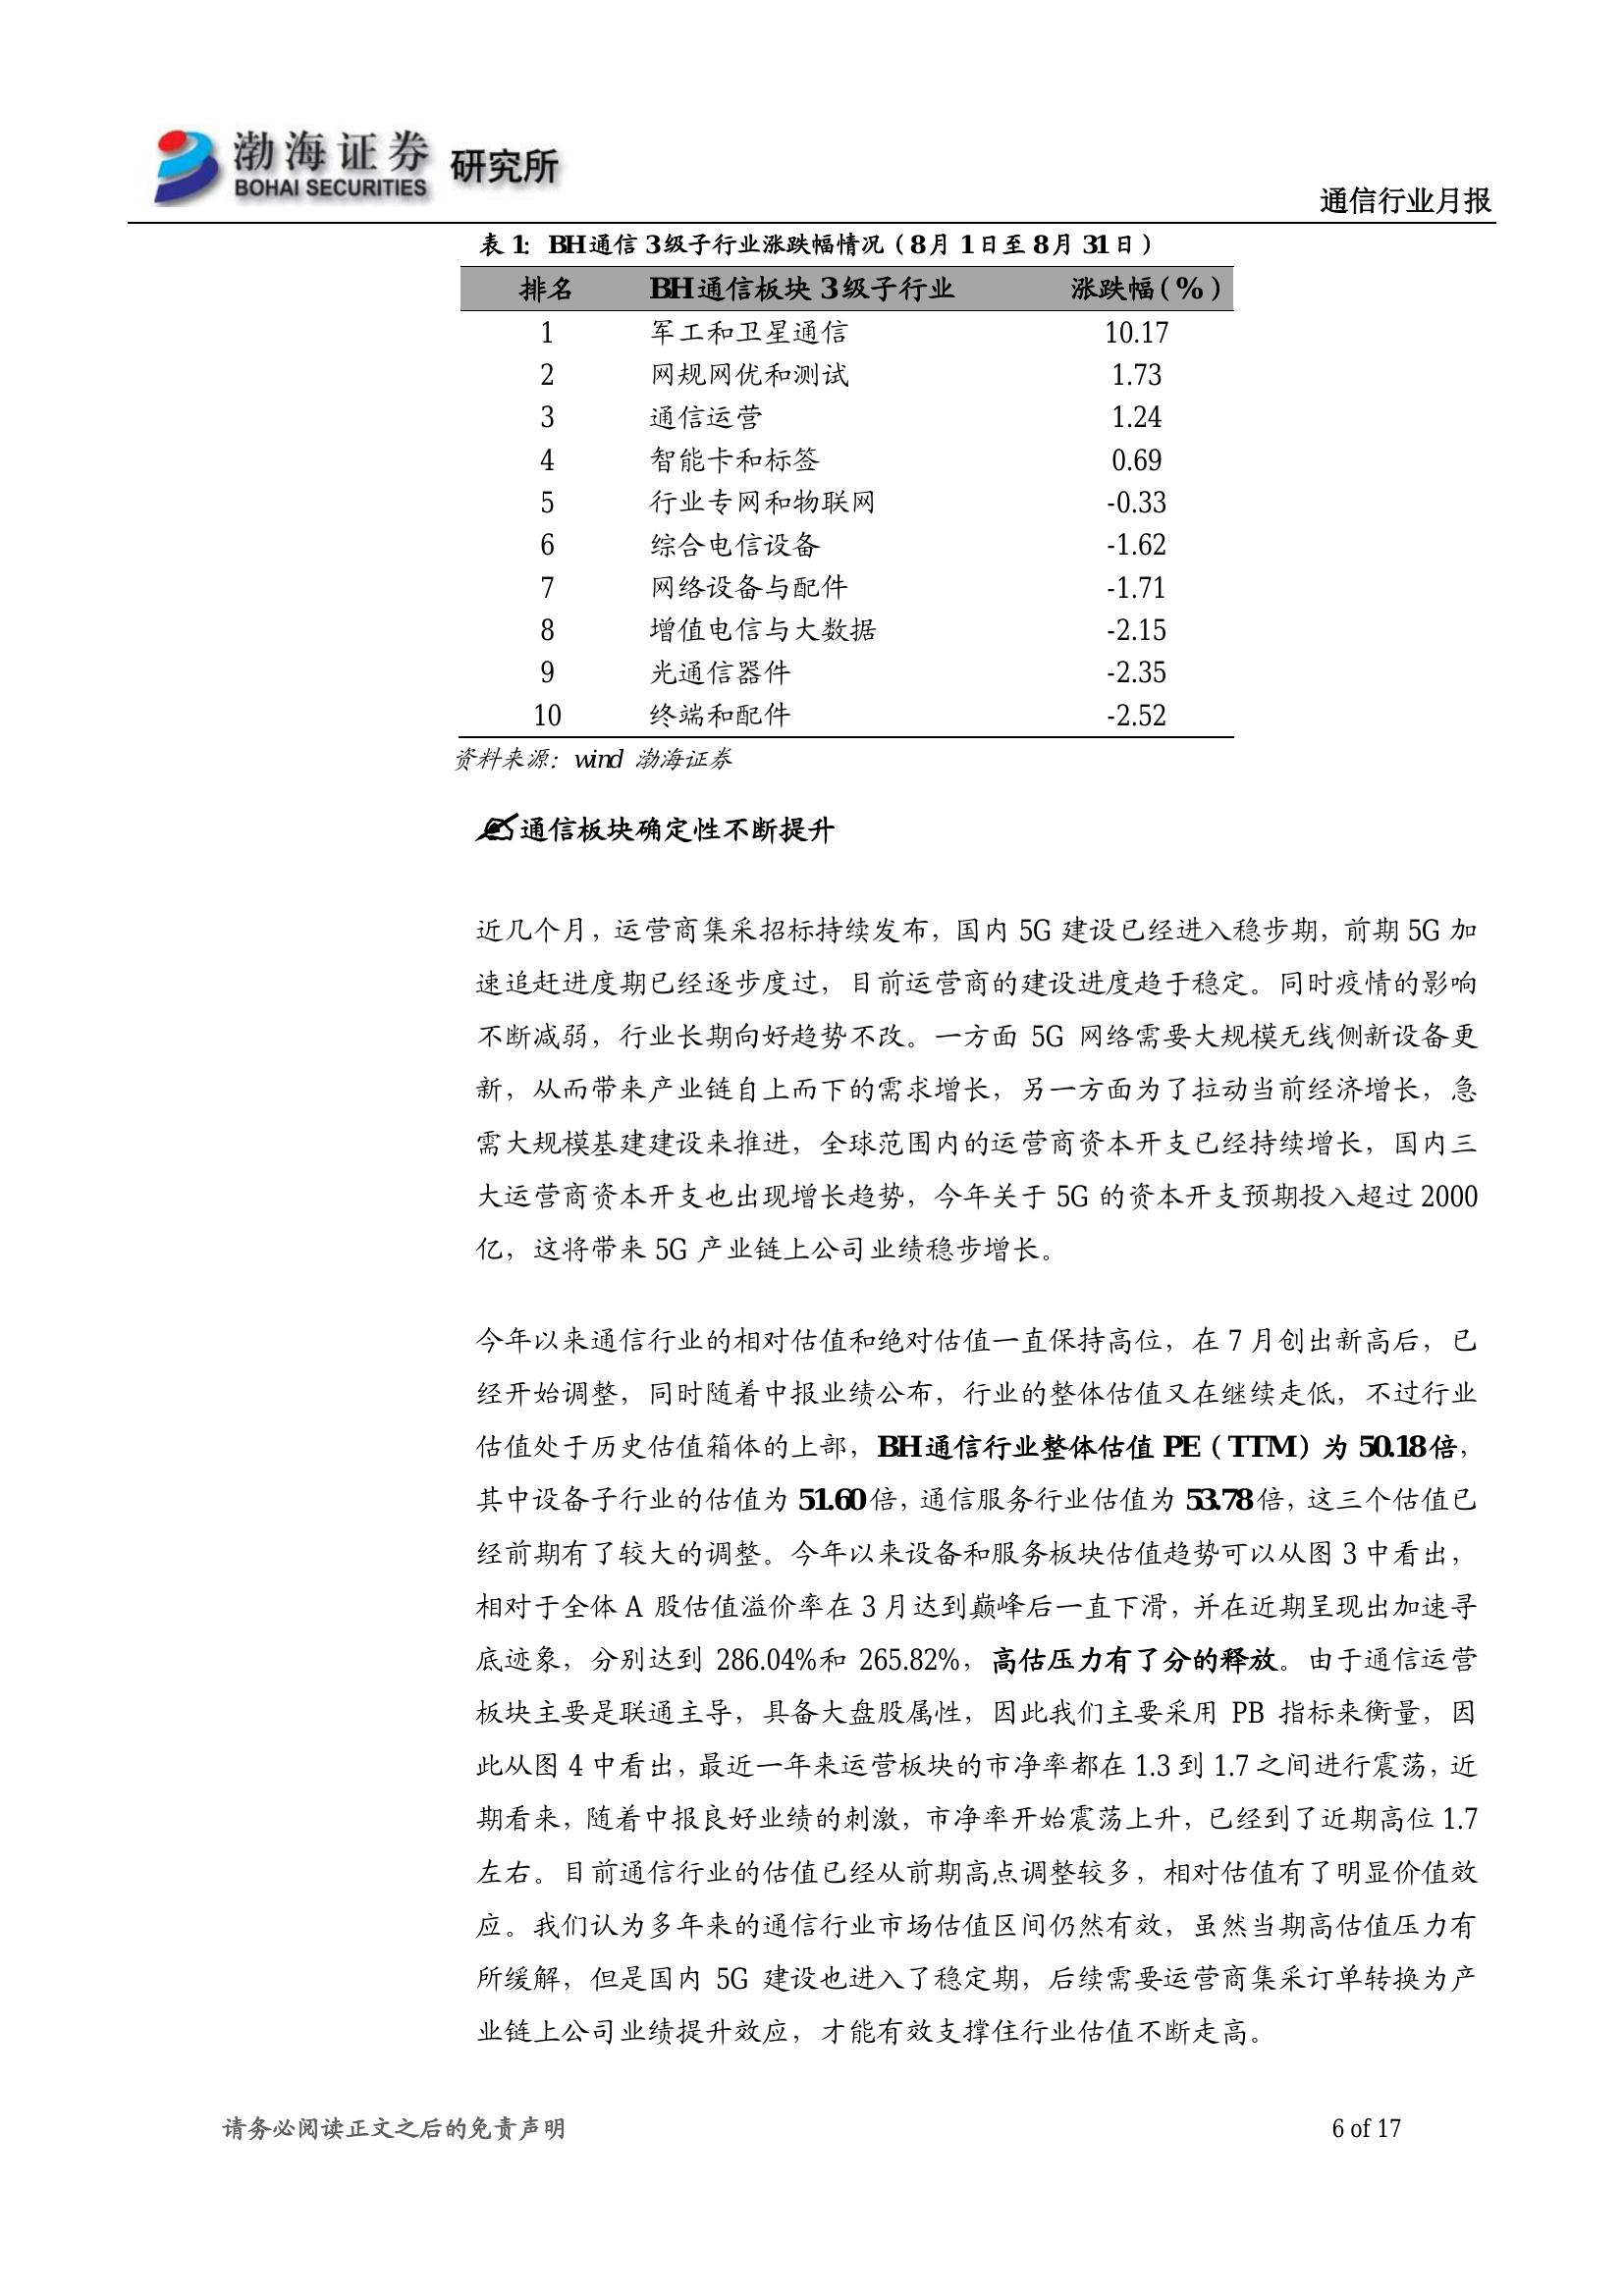 渤海证券 研究所
BOHAI SECURITIES
通信行业月报
表 1：BH通信 3级子行业涨跌幅情况（8月 1日至 8月 31日）
排名 BH通信板块 3级子行业 涨跌幅（%）
1 军工和卫星通信 10.17
2 网规网优和测试 1.73
3 通信运营 1.24
4 智能卡和标签 0.69
5 行业专网和物联网 -0.33
6 综合电信设备 -1.62
7 网络设备与配件 -1.71
8 增值电信与大数据 -2.15
9 光通信器件 -2.35
10 终端和配件 -2.52
资料来源：wind 渤海证券
通信板块确定性不断提升
近几个月，运营商集采招标持续发布，国内 5G 建设已经进入稳步期，前期 5G 加
速追赶进度期已经逐步度过，目前运营商的建设进度趋于稳定。同时疫情的影响
不断减弱，行业长期向好趋势不改。一方面 5G 网络需要大规模无线侧新设备更
新，从而带来产业链自上而下的需求增长，另一方面为了拉动当前经济增长，急
需大规模基建建设来推进，全球范围内的运营商资本开支已经持续增长，国内三
大运营商资本开支也出现增长趋势，今年关于 5G 的资本开支预期投入超过 2000
亿，这将带来 5G 产业链上公司业绩稳步增长。
今年以来通信行业的相对估值和绝对估值一直保持高位，在 7 月创出新高后，已
经开始调整，同时随着中报业绩公布，行业的整体估值又在继续走低，不过行业
估值处于历史估值箱体的上部，BH通信行业整体估值 PE（TTM）为 50.18倍，
其中设备子行业的估值为 51.60倍，通信服务行业估值为 53.78倍，这三个估值已
经前期有了较大的调整。今年以来设备和服务板块估值趋势可以从图 3 中看出，
相对于全体 A 股估值溢价率在 3 月达到巅峰后一直下滑，并在近期呈现出加速寻
底迹象，分别达到 286.04%和 265.82%，高估压力有了分的释放。由于通信运营
板块主要是联通主导，具备大盘股属性，因此我们主要采用 PB 指标来衡量，因
此从图 4 中看出，最近一年来运营板块的市净率都在 1.3 到 1.7 之间进行震荡，近
期看来，随着中报良好业绩的刺激，市净率开始震荡上升，已经到了近期高位 1.7
左右。目前通信行业的估值已经从前期高点调整较多，相对估值有了明显价值效
应。我们认为多年来的通信行业市场估值区间仍然有效，虽然当期高估值压力有
所缓解，但是国内 5G 建设也进入了稳定期，后续需要运营商集采订单转换为产
业链上公司业绩提升效应，才能有效支撑住行业估值不断走高。
请务必阅读正文之后的免责声明 6 of 17